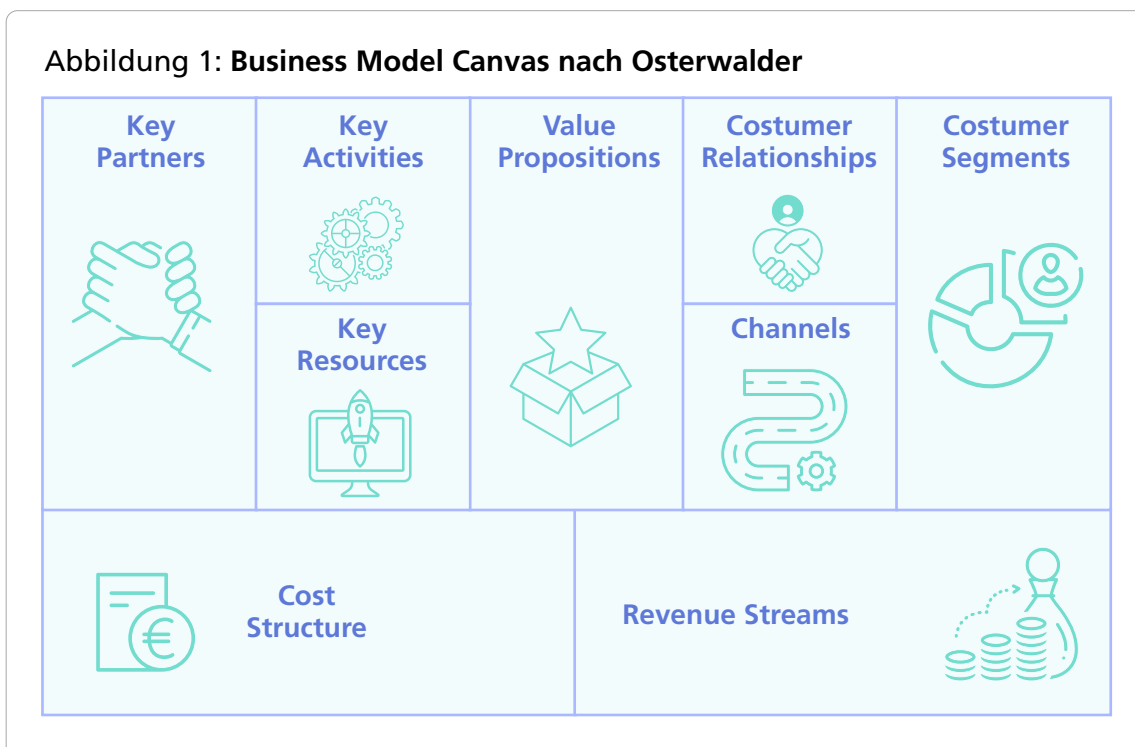 Abbildung 1: Business Model Canvas nach Osterwalder
Key
Partners
Key
Activities
Key
Resources
Value
Propositions
Costumer
Relationships
Channels
Costumer
Segments
€
Cost
Structure
Revenue Streams